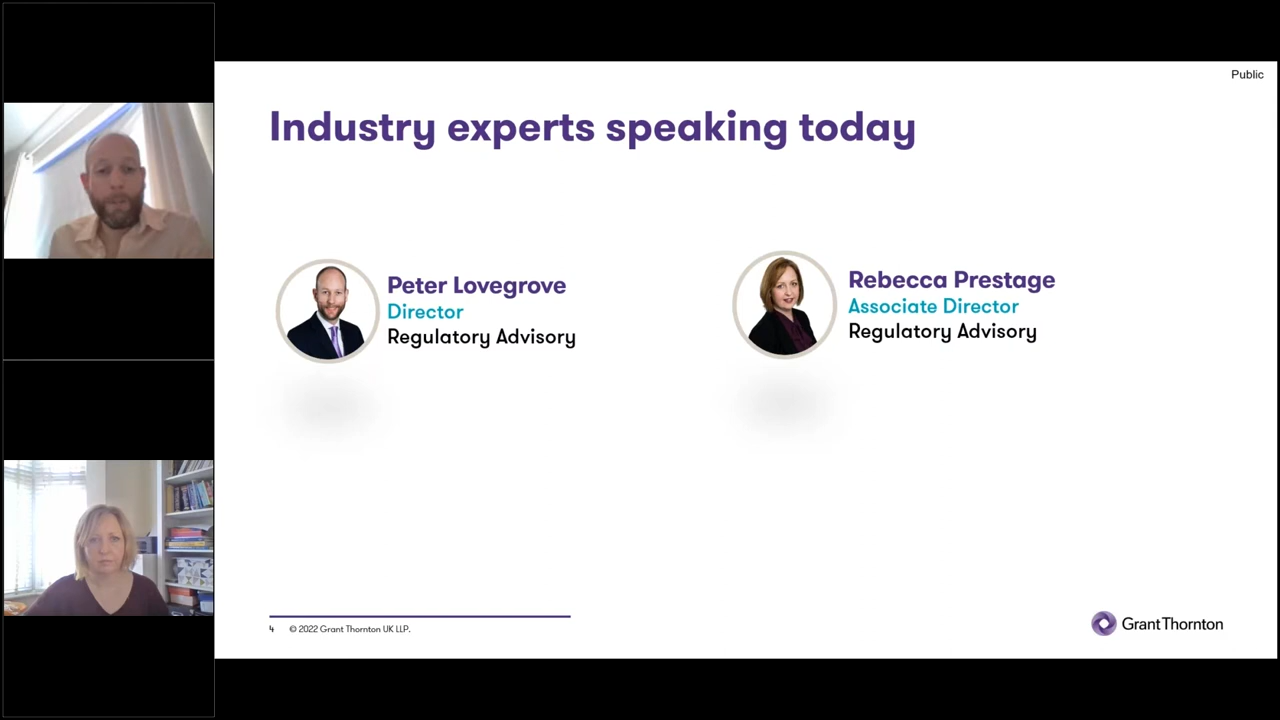 Public
Industry experts speaking today
Peter Lovegrove
Director
Regulatory Advisory
Rebecca Prestage
Associate Director
Regulatory Advisory
4 © 2022 Grant Thornton UK LLP.
Grant Thornton